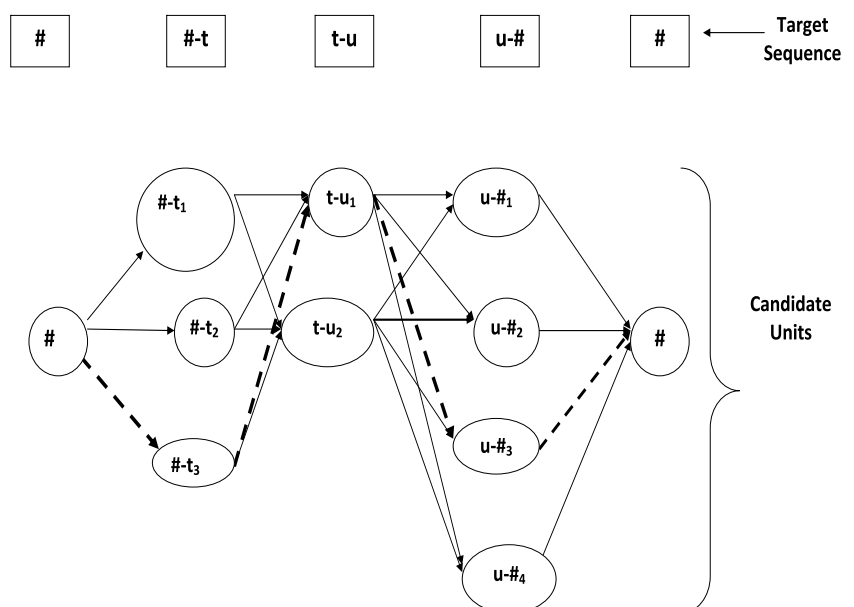 # #-t t-u u-# # Target
Sequence
#-t₁ t-u₁ u-#₁
# #-t₂ t-u₂ u-#₂ #
Candidate
Units
#-t₃ u-#₃
u-#₄